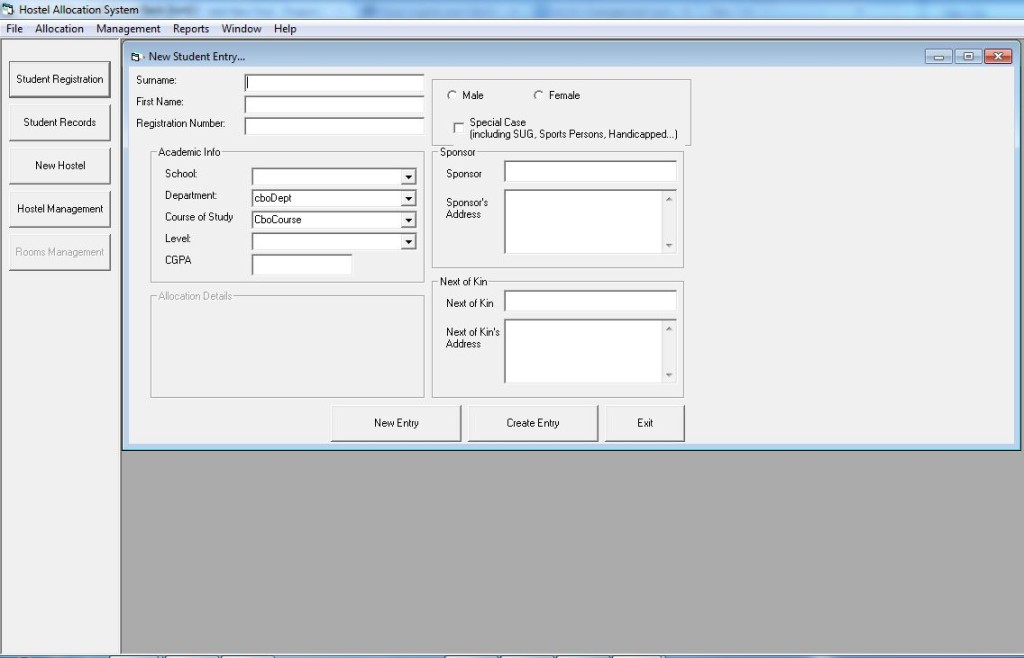 Hostel Allocation System
File Allocation Management Reports Window Help
Student Registration
Student Records
New Hostel
Hostel Management
Rooms Management
New Student Entry...
Surname:
First Name:
Registration Number:
Male Female
Special Case
(including SUG, Sports Persons, Handicapped...)
Academic Info
School:
Department: cboDept
Course of Study CboCourse
Level:
CGPA
Allocation Details
Sponsor
Sponsor
Sponsor's
Address
Next of Kin
Next of Kin
Next of Kin's
Address
New Entry Create Entry Exit